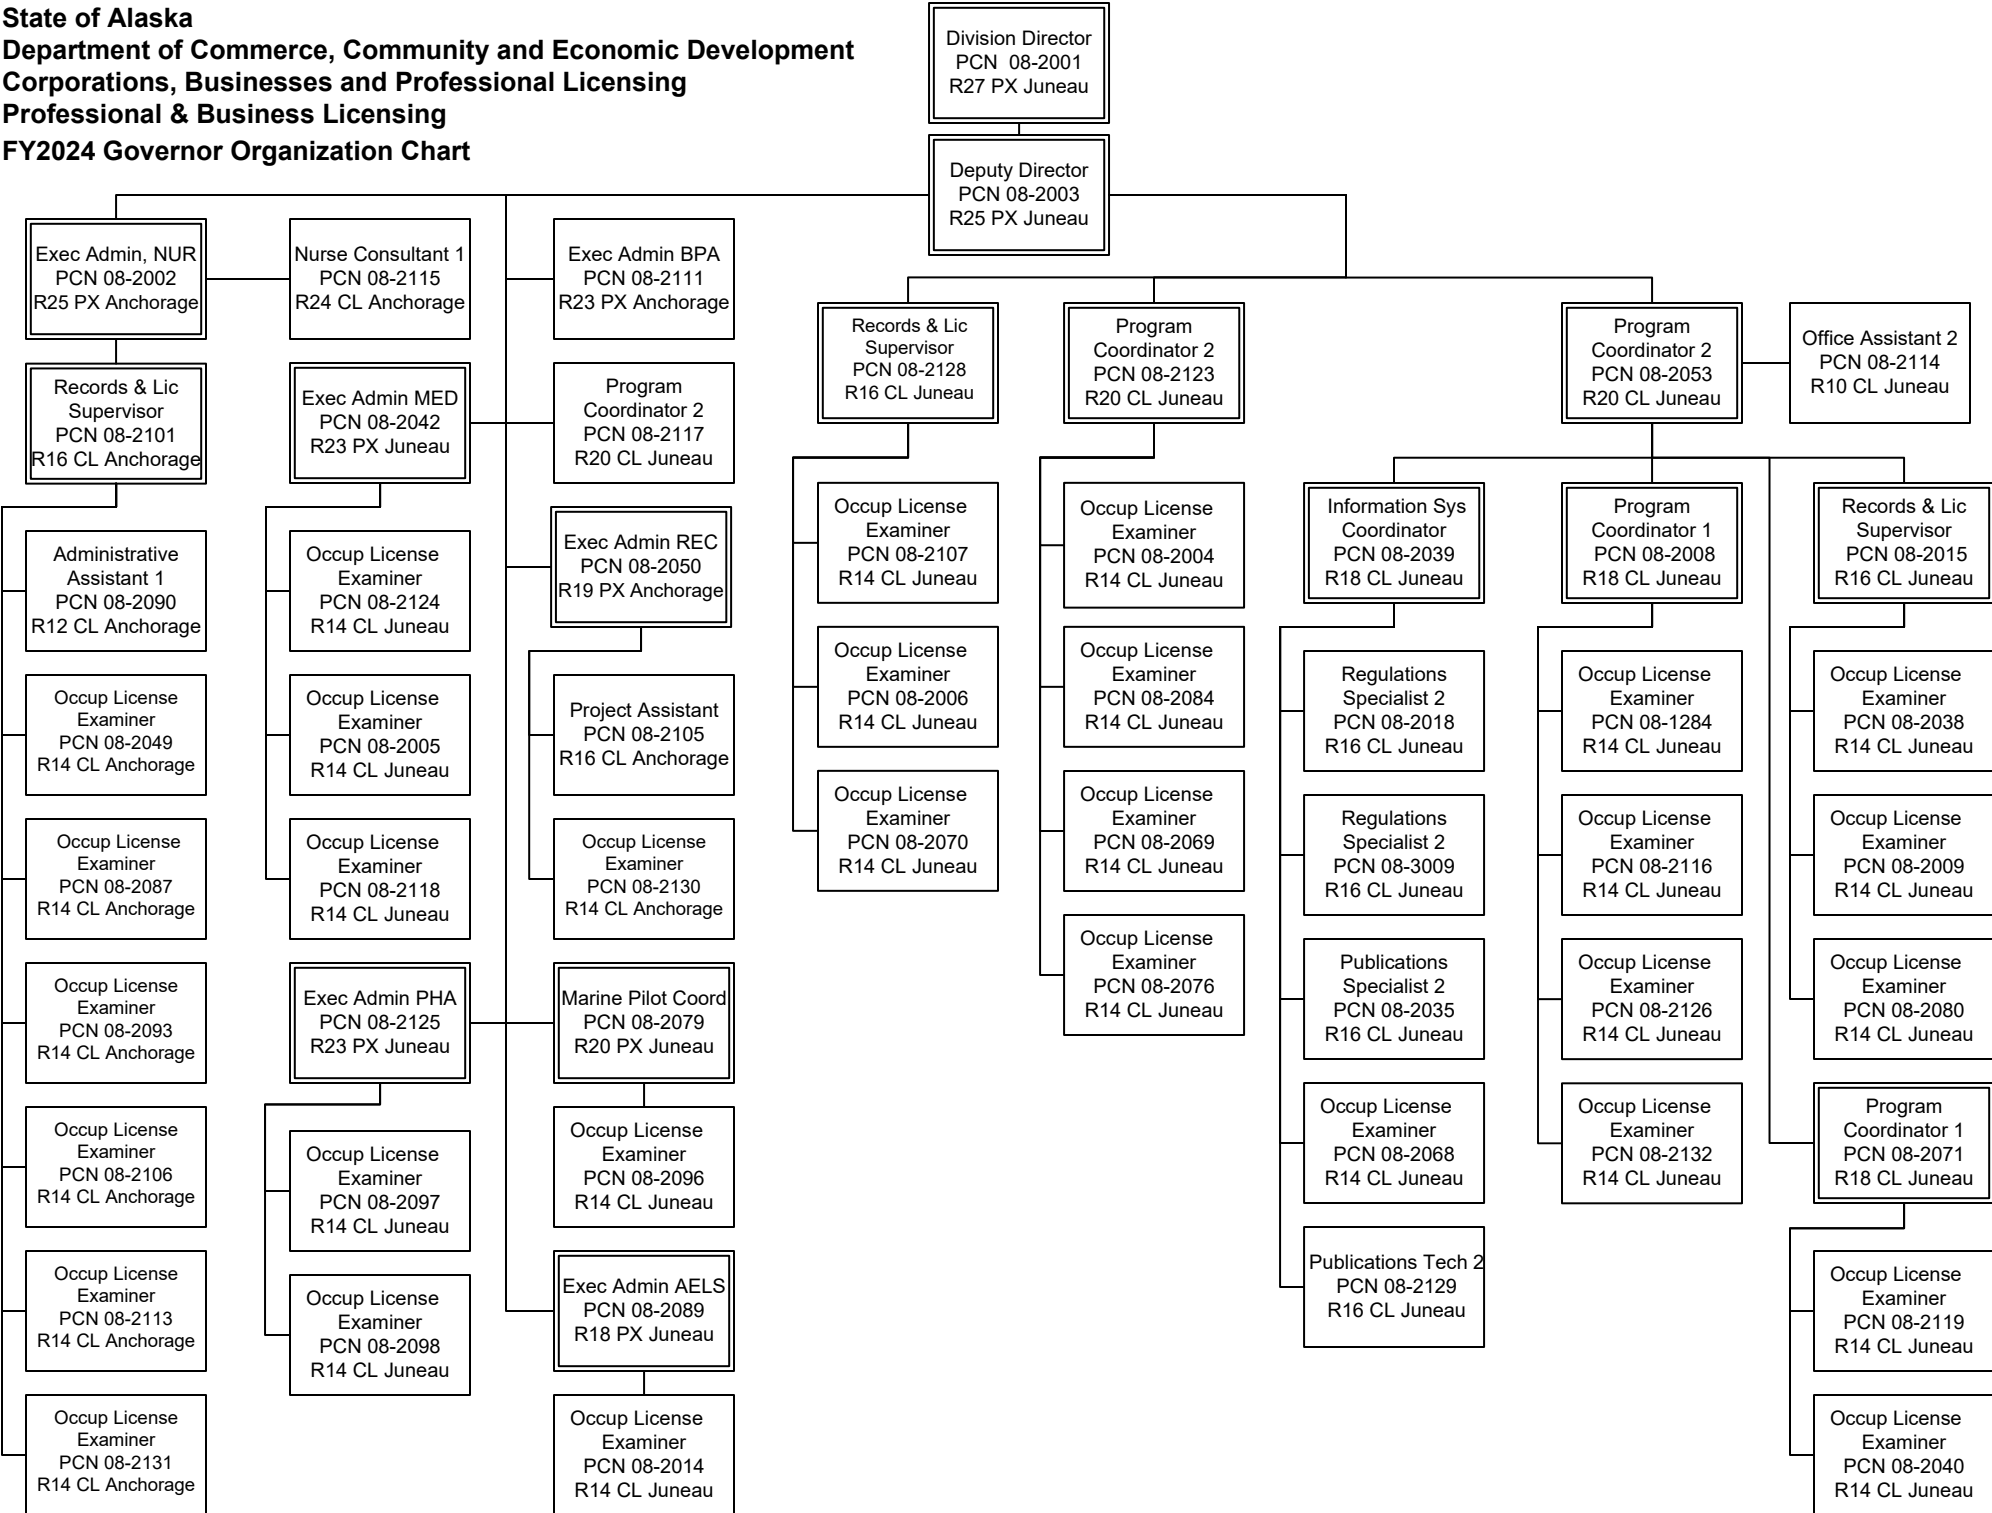 State of Alaska
Department of Commerce, Community and Economic Development
Corporations, Businesses and Professional Licensing
Professional & Business Licensing
FY2024 Governor Organization Chart
Division Director
PCN  08-2001
R27 PX Juneau
Deputy Director
PCN 08-2003
R25 PX Juneau
Exec Admin, NUR
PCN 08-2002
R25 PX Anchorage
Records & Lic
Supervisor
PCN 08-2101
R16 CL Anchorage
Administrative
Assistant 1
PCN 08-2090
R12 CL Anchorage
Occup License
Examiner
PCN 08-2049
R14 CL Anchorage
Occup License
Examiner
PCN 08-2087
R14 CL Anchorage
Occup License
Examiner
PCN 08-2093
R14 CL Anchorage
Occup License
Examiner
PCN 08-2106
R14 CL Anchorage
Occup License
Examiner
PCN 08-2113
R14 CL Anchorage
Occup License
Examiner
PCN 08-2131
R14 CL Anchorage
Nurse Consultant 1
PCN 08-2115
R24 CL Anchorage
Exec Admin MED
PCN 08-2042
R23 PX Juneau
Occup License
Examiner
PCN 08-2124
R14 CL Juneau
Occup License
Examiner
PCN 08-2005
R14 CL Juneau
Occup License
Examiner
PCN 08-2118
R14 CL Juneau
Exec Admin PHA
PCN 08-2125
R23 PX Juneau
Occup License
Examiner
PCN 08-2097
R14 CL Juneau
Occup License
Examiner
PCN 08-2098
R14 CL Juneau
Exec Admin BPA
PCN 08-2111
R23 PX Anchorage
Program
Coordinator 2
PCN 08-2117
R20 CL Juneau
Exec Admin REC
PCN 08-2050
R19 PX Anchorage
Project Assistant
PCN 08-2105
R16 CL Anchorage
Occup License
Examiner
PCN 08-2130
R14 CL Anchorage
Marine Pilot Coord
PCN 08-2079
R20 PX Juneau
Occup License
Examiner
PCN 08-2096
R14 CL Juneau
Exec Admin AELS
PCN 08-2089
R18 PX Juneau
Occup License
Examiner
PCN 08-2014
R14 CL Juneau
Records & Lic
Supervisor
PCN 08-2128
R16 CL Juneau
Occup License
Examiner
PCN 08-2107
R14 CL Juneau
Occup License
Examiner
PCN 08-2006
R14 CL Juneau
Occup License
Examiner
PCN 08-2070
R14 CL Juneau
Program
Coordinator 2
PCN 08-2123
R20 CL Juneau
Occup License
Examiner
PCN 08-2004
R14 CL Juneau
Occup License
Examiner
PCN 08-2084
R14 CL Juneau
Occup License
Examiner
PCN 08-2069
R14 CL Juneau
Occup License
Examiner
PCN 08-2076
R14 CL Juneau
Program
Coordinator 2
PCN 08-2053
R20 CL Juneau
Office Assistant 2
PCN 08-2114
R10 CL Juneau
Information Sys
Coordinator
PCN 08-2039
R18 CL Juneau
Regulations
Specialist 2
PCN 08-2018
R16 CL Juneau
Regulations
Specialist 2
PCN 08-3009
R16 CL Juneau
Publications
Specialist 2
PCN 08-2035
R16 CL Juneau
Occup License
Examiner
PCN 08-2068
R14 CL Juneau
Publications Tech 2
PCN 08-2129
R16 CL Juneau
Program
Coordinator 1
PCN 08-2008
R18 CL Juneau
Occup License
Examiner
PCN 08-1284
R14 CL Juneau
Occup License
Examiner
PCN 08-2116
R14 CL Juneau
Occup License
Examiner
PCN 08-2126
R14 CL Juneau
Occup License
Examiner
PCN 08-2132
R14 CL Juneau
Records & Lic
Supervisor
PCN 08-2015
R16 CL Juneau
Occup License
Examiner
PCN 08-2038
R14 CL Juneau
Occup License
Examiner
PCN 08-2009
R14 CL Juneau
Occup License
Examiner
PCN 08-2080
R14 CL Juneau
Program
Coordinator 1
PCN 08-2071
R18 CL Juneau
Occup License
Examiner
PCN 08-2119
R14 CL Juneau
Occup License
Examiner
PCN 08-2040
R14 CL Juneau